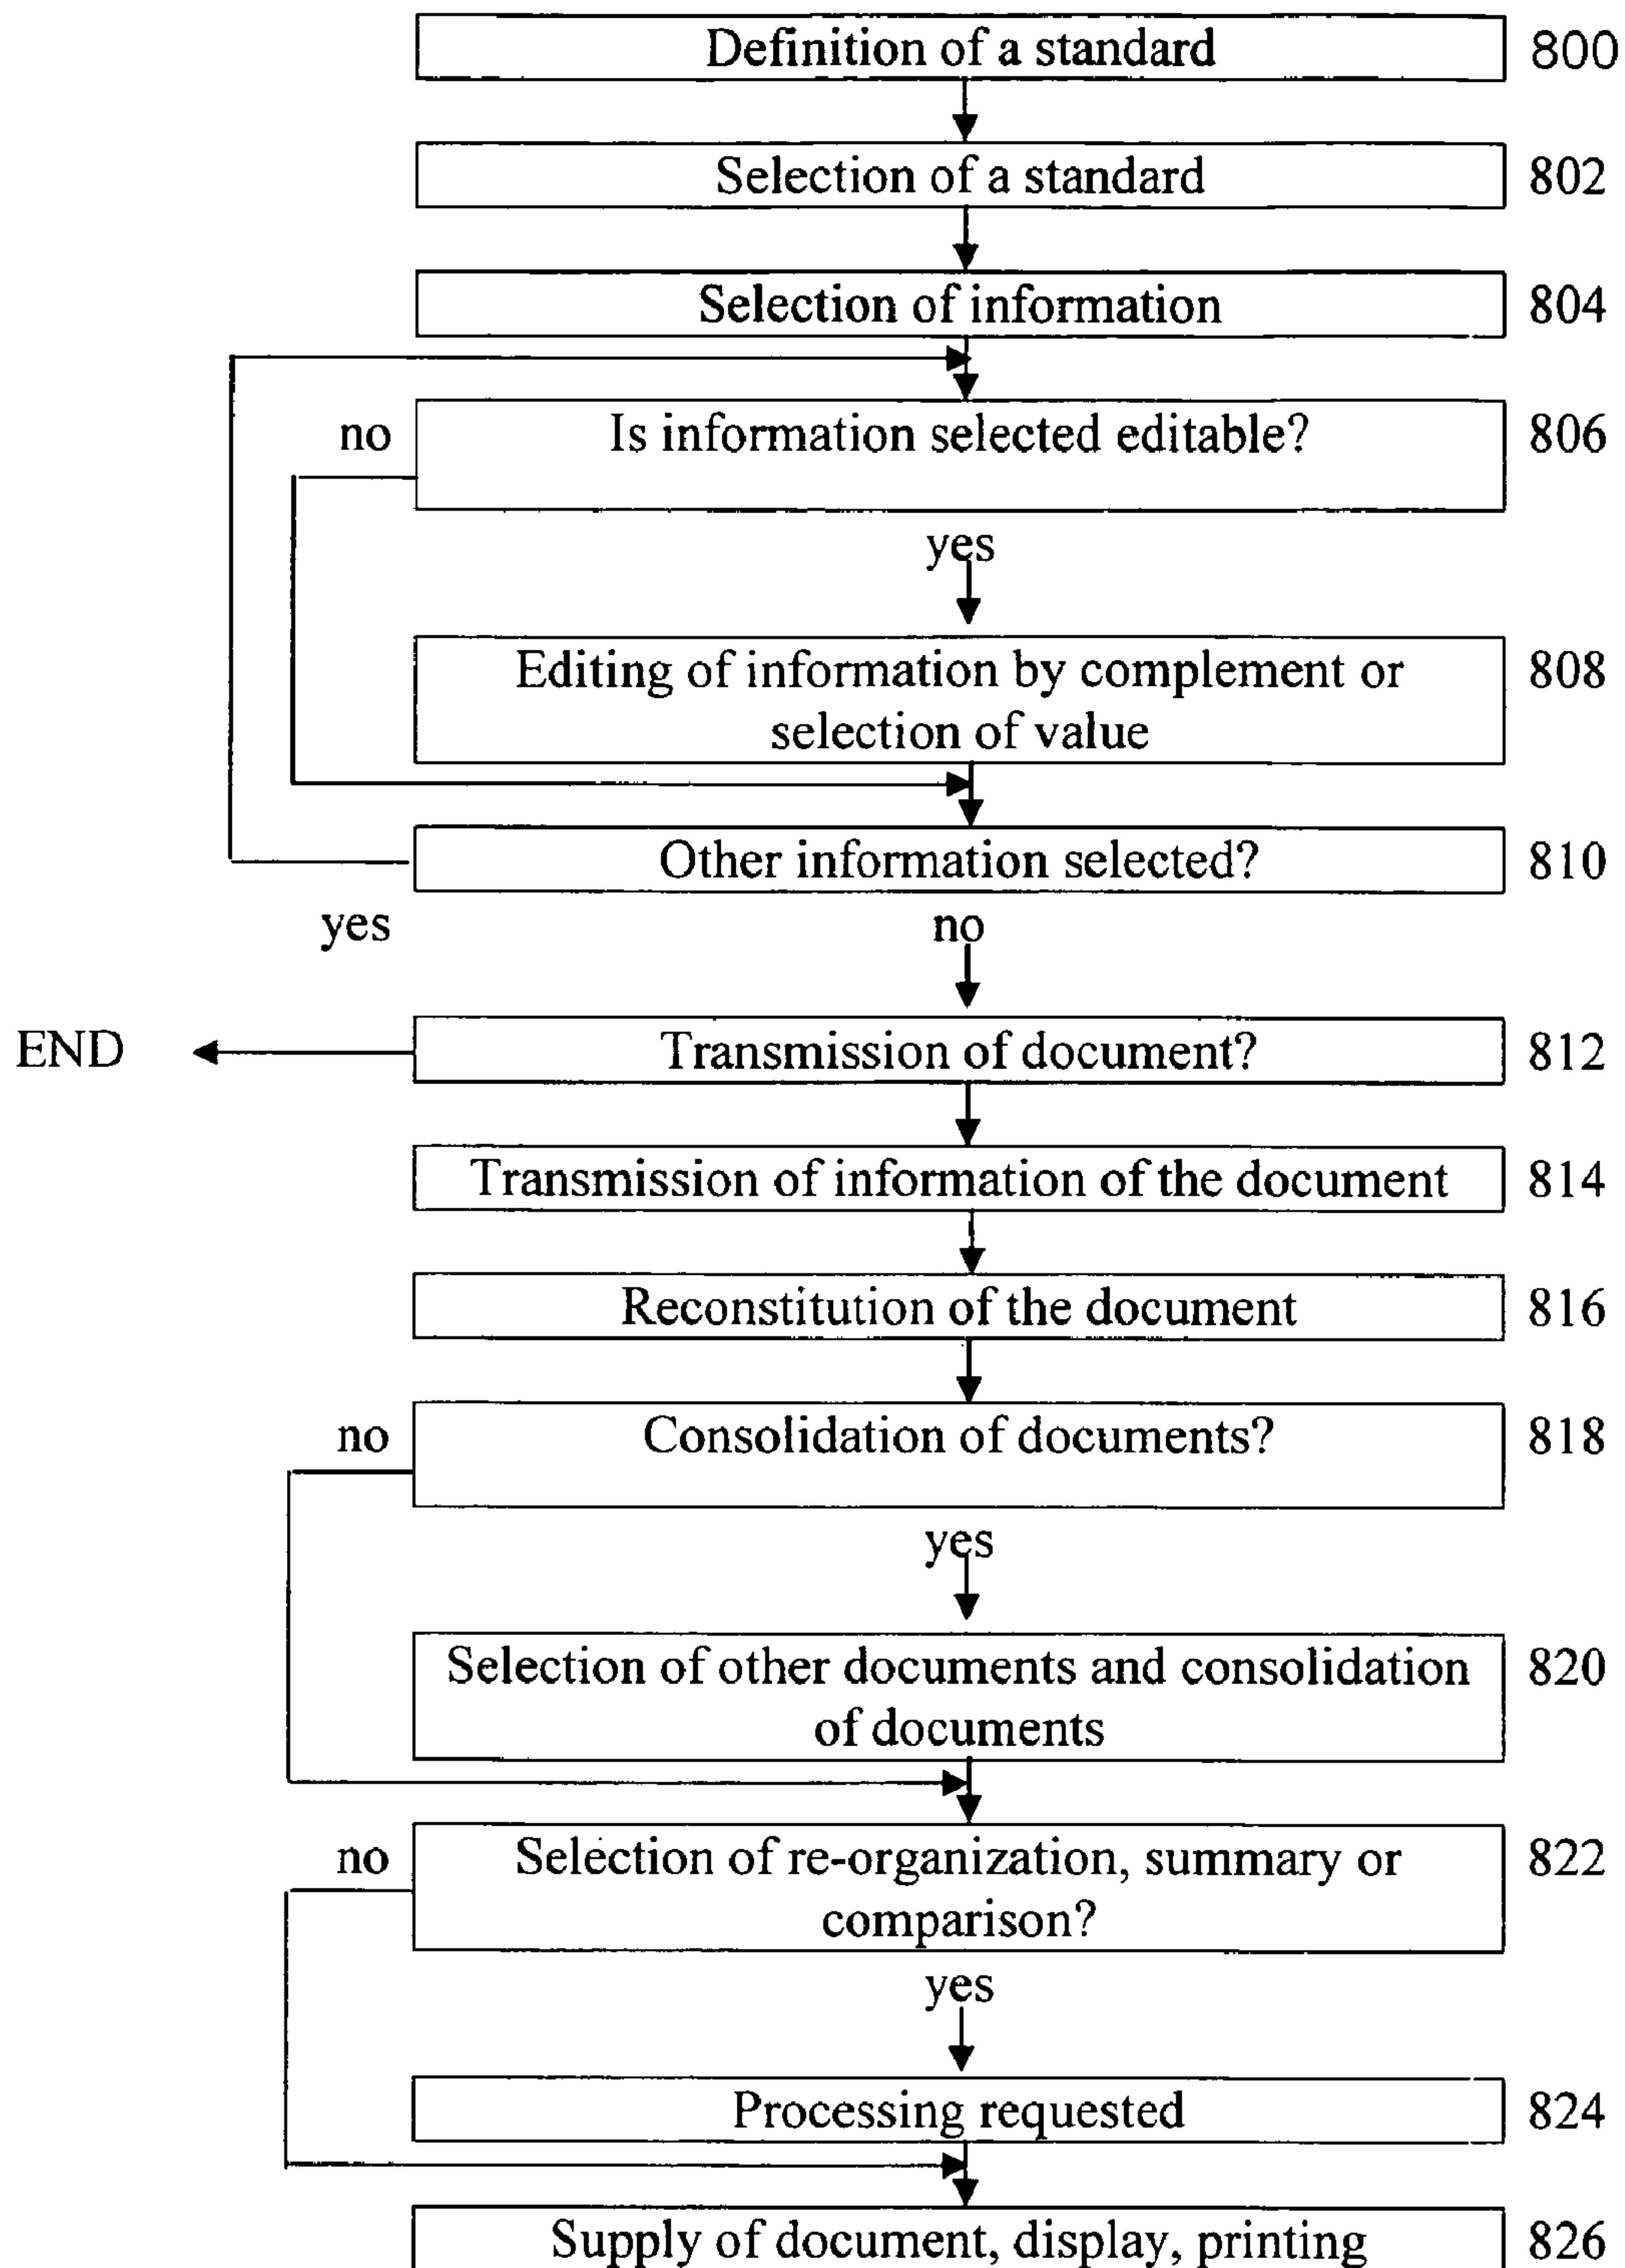 Definition of a standard 800
Selection of a standard 802
Selection of information 804
no Is information selected editable? 806
yes
Editing of information by complement or 808
selection of value
Other information selected? 810
yes no
END Transmission of document? 812
Transmission of information of the document 814
Reconstitution of the document 816
no Consolidation of documents? 818
yes
Selection of other documents and consolidation 820
of documents
no Selection of re-organization, summary or 822
comparison?
yes
Processing requested 824
Supply of document, display, printing 826